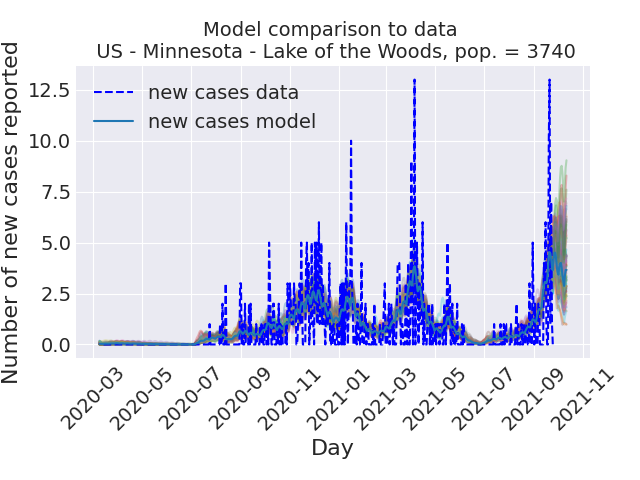 Model comparison to data
US - Minnesota - Lake of the Woods, pop. = 3740
Number of new cases reported
12.5
10.0
7.5
5.0
2.5
0.0
new cases data
new cases model
2020-03
2020-05
2020-07
2020-09
2020-11
2021-01
2021-03
2021-05
2021-07
2021-09
2021-11
Day